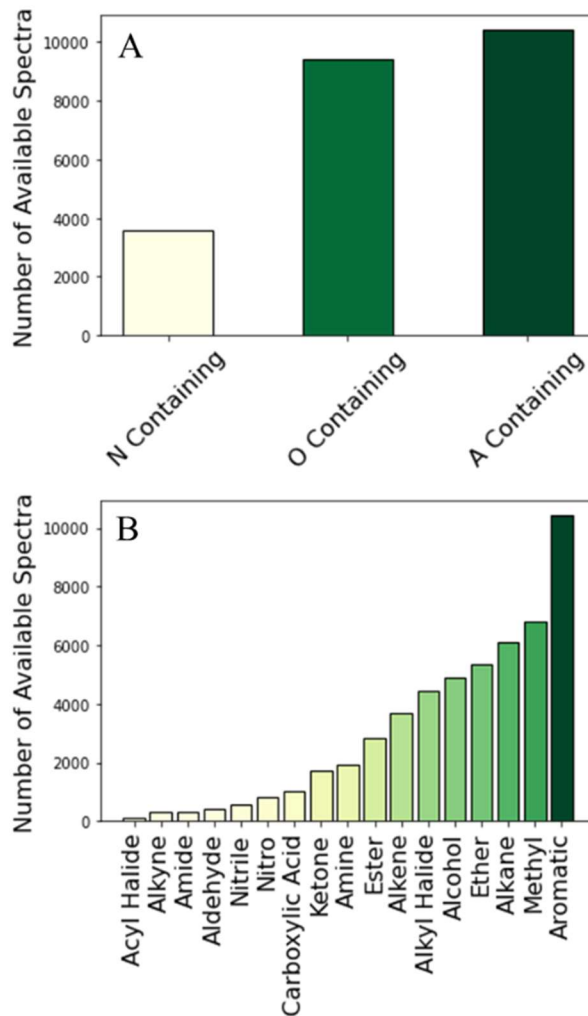 A
Number of Available Spectra
10000
8000
6000
4000
2000
0
N Containing
O Containing
A Containing
B
Number of Available Spectra
10000
8000
6000
4000
2000
0
Acyl Halide
Alkyne
Amide
Aldehyde
Nitrile
Nitro
Carboxylic Acid
Ketone
Amine
Ester
Alkene
Alkyl Halide
Alcohol
Ether
Alkane
Methyl
Aromatic